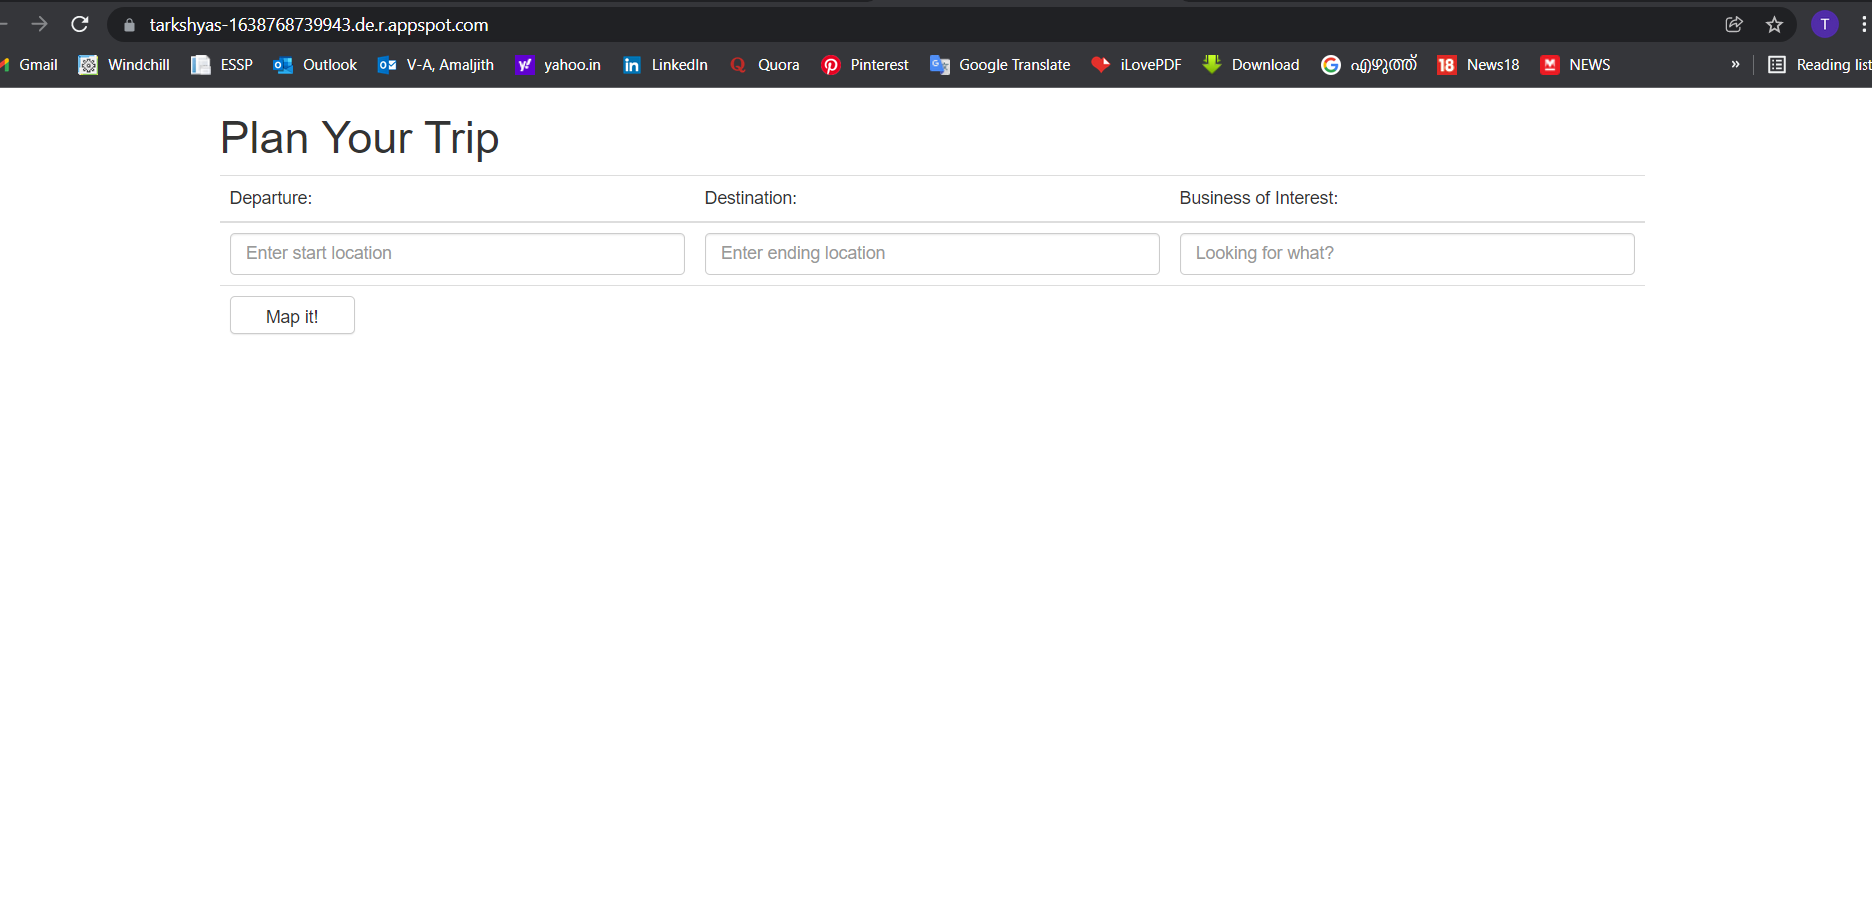 tarkshyas-1638768739943.de.r.appspot.com
T
Gmail Windchill ESSP Outlook V-A, Amaljith yahoo.in LinkedIn Quora Pinterest Google Translate iLovePDF Download എഴുത്ത് 18 News18 NEWS » Reading list
Plan Your Trip
Departure: Destination: Business of Interest:
Enter start location Enter ending location Looking for what?
Map it!